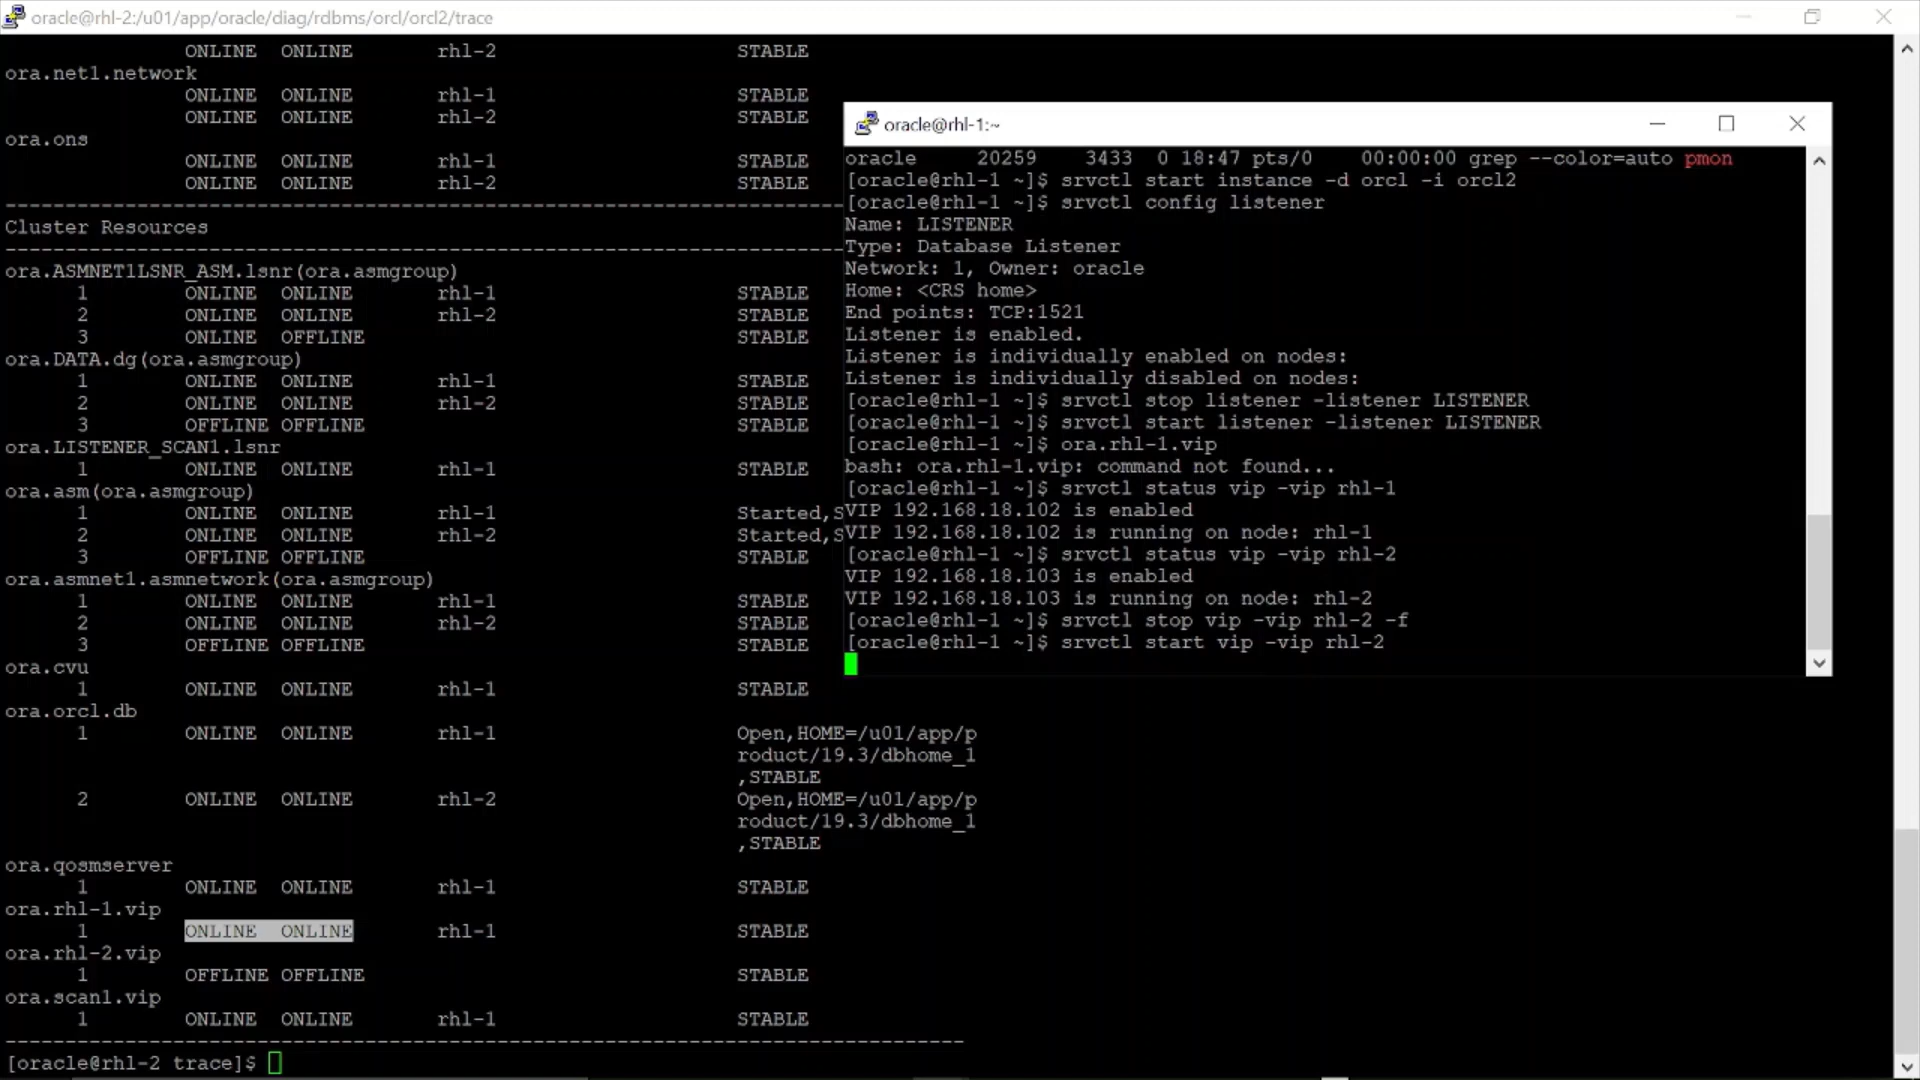 oracle@rhl-2:/u01/app/oracle/diag/rdbms/orcl/orcl2/trace
ONLINE  ONLINE       rhl-2                    STABLE
ora.net1.network
ONLINE  ONLINE       rhl-1                    STABLE
ONLINE  ONLINE       rhl-2                    STABLE
ora.ons
ONLINE  ONLINE       rhl-1                    STABLE
ONLINE  ONLINE       rhl-2                    STABLE
--------------------------------------------------------------------------------
Cluster Resources
--------------------------------------------------------------------------------
ora.ASMNET1LSNR_ASM.lsnr(ora.asmgroup)
1        ONLINE  ONLINE       rhl-1                    STABLE
2        ONLINE  ONLINE       rhl-2                    STABLE
3        ONLINE  OFFLINE                               STABLE
ora.DATA.dg(ora.asmgroup)
1        ONLINE  ONLINE       rhl-1                    STABLE
2        ONLINE  ONLINE       rhl-2                    STABLE
3        OFFLINE OFFLINE                               STABLE
ora.LISTENER_SCAN1.lsnr
1        ONLINE  ONLINE       rhl-1                    STABLE
ora.asm(ora.asmgroup)
1        ONLINE  ONLINE       rhl-1                    Started,S
2        ONLINE  ONLINE       rhl-2                    Started,S
3        OFFLINE OFFLINE                               STABLE
ora.asmnet1.asmnetwork(ora.asmgroup)
1        ONLINE  ONLINE       rhl-1                    STABLE
2        ONLINE  ONLINE       rhl-2                    STABLE
3        OFFLINE OFFLINE                               STABLE
ora.cvu
1        ONLINE  ONLINE       rhl-1                    STABLE
ora.orcl.db
1        ONLINE  ONLINE       rhl-1                    Open,HOME=/u01/app/p
roduct/19.3/dbhome_1
,STABLE
2        ONLINE  ONLINE       rhl-2                    Open,HOME=/u01/app/p
roduct/19.3/dbhome_1
,STABLE
ora.qosmserver
1        ONLINE  ONLINE       rhl-1                    STABLE
ora.rhl-1.vip
1        ONLINE  ONLINE       rhl-1                    STABLE
ora.rhl-2.vip
1        OFFLINE OFFLINE                               STABLE
ora.scan1.vip
1        ONLINE  ONLINE       rhl-1                    STABLE
--------------------------------------------------------------------------------
[oracle@rhl-2 trace]$
oracle@rhl-1:~
oracle     20259    3433  0 18:47 pts/0    00:00:00 grep --color=auto pmon
[oracle@rhl-1 ~]$ srvctl start instance -d orcl -i orcl2
[oracle@rhl-1 ~]$ srvctl config listener
Name: LISTENER
Type: Database Listener
Network: 1, Owner: oracle
Home: <CRS home>
End points: TCP:1521
Listener is enabled.
Listener is individually enabled on nodes:
Listener is individually disabled on nodes:
[oracle@rhl-1 ~]$ srvctl stop listener -listener LISTENER
[oracle@rhl-1 ~]$ srvctl start listener -listener LISTENER
[oracle@rhl-1 ~]$ ora.rhl-1.vip
bash: ora.rhl-1.vip: command not found...
[oracle@rhl-1 ~]$ srvctl status vip -vip rhl-1
VIP 192.168.18.102 is enabled
VIP 192.168.18.102 is running on node: rhl-1
[oracle@rhl-1 ~]$ srvctl status vip -vip rhl-2
VIP 192.168.18.103 is enabled
VIP 192.168.18.103 is running on node: rhl-2
[oracle@rhl-1 ~]$ srvctl stop vip -vip rhl-2 -f
[oracle@rhl-1 ~]$ srvctl start vip -vip rhl-2